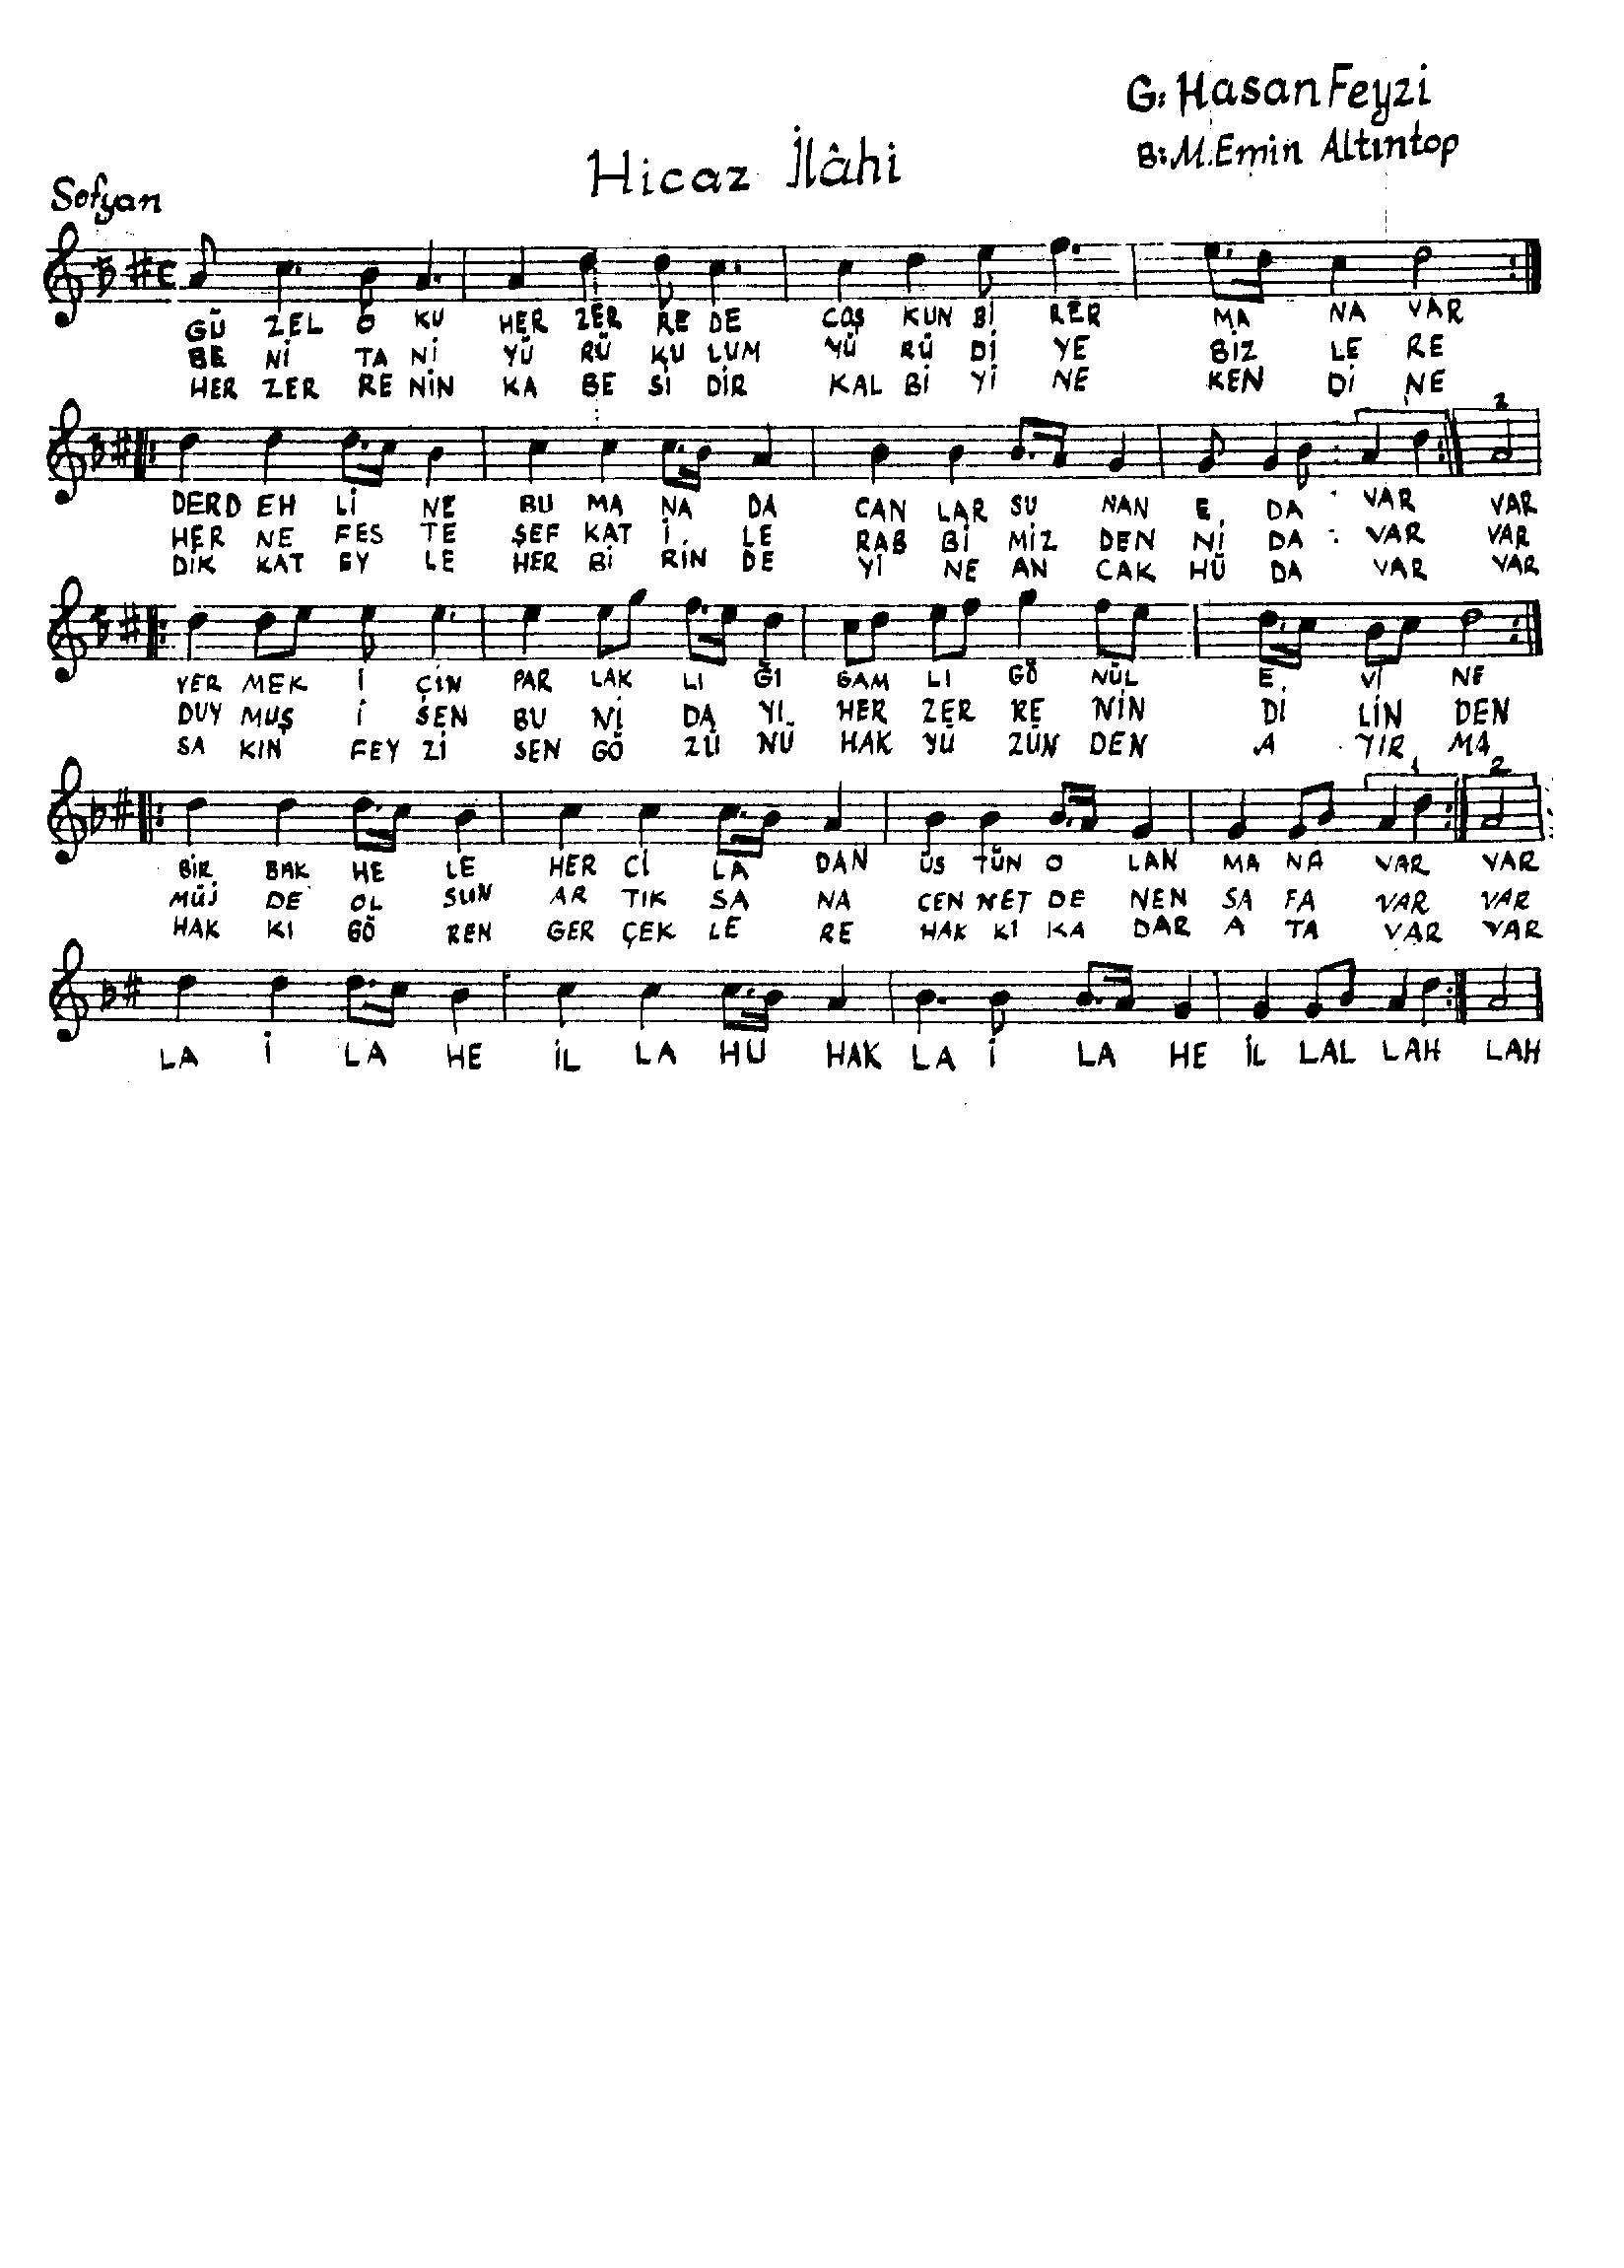 G: Hasan Feyzi
B: M. Emin Altıntop
Hicaz İlâhi
Sofyan
GÜ ZEL O KU HER ZER RE DE COŞ KUN Bİ RER MA NA VAR
BE Nİ TA Nİ YÜ RÜ KU LUM YÜ RÜ Dİ YE BİZ LE RE
HER ZER RE NİN KA BE Sİ DİR KAL Bİ Yİ NE KEN Dİ NE
1 2
DERD EH Lİ NE BU MA NA DA CAN LAR SU NAN E DA VAR VAR
HER NE FES TE ŞEF KAT İ LE RAB Bİ MİZ DEN Nİ DA VAR VAR
DİK KAT EY LE HER Bİ RİN DE Yİ NE AN CAK HÜ DA VAR VAR
VER MEK İ ÇİN PAR LAK LI ĞI GAM LI GÖ NÜL E Vİ NE
DUY MUŞ İ SEN BU Nİ DA YI HER ZER RE NİN Dİ LİN DEN
SA KIN FEY Zİ SEN GÖ ZÜ NÜ HAK YÜ ZÜN DEN A YIR MA
1 2
BİR BAK HE LE HER Cİ LA DAN ÜS TÜN O LAN MA NA VAR VAR
MÜJ DE OL SUN AR TIK SA NA CEN NET DE NEN SA FA VAR VAR
HAK KI GÖ REN GER ÇEK LE RE HAK KI KA DAR A TA VAR VAR
LA İ LA HE İL LA HU HAK LA İ LA HE İL LAL LAH LAH